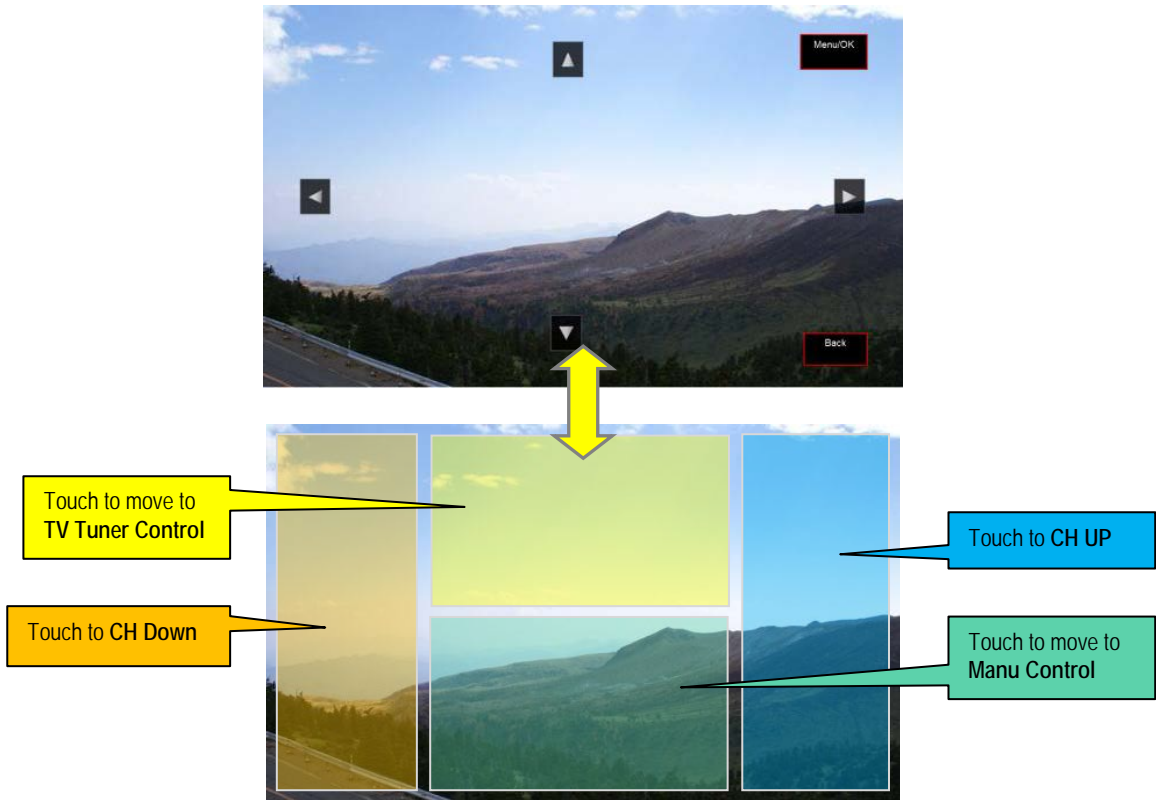 Menu/OK
Back
Touch to move to
TV Tuner Control
Touch to CH UP
Touch to CH Down
Touch to move to
Manu Control